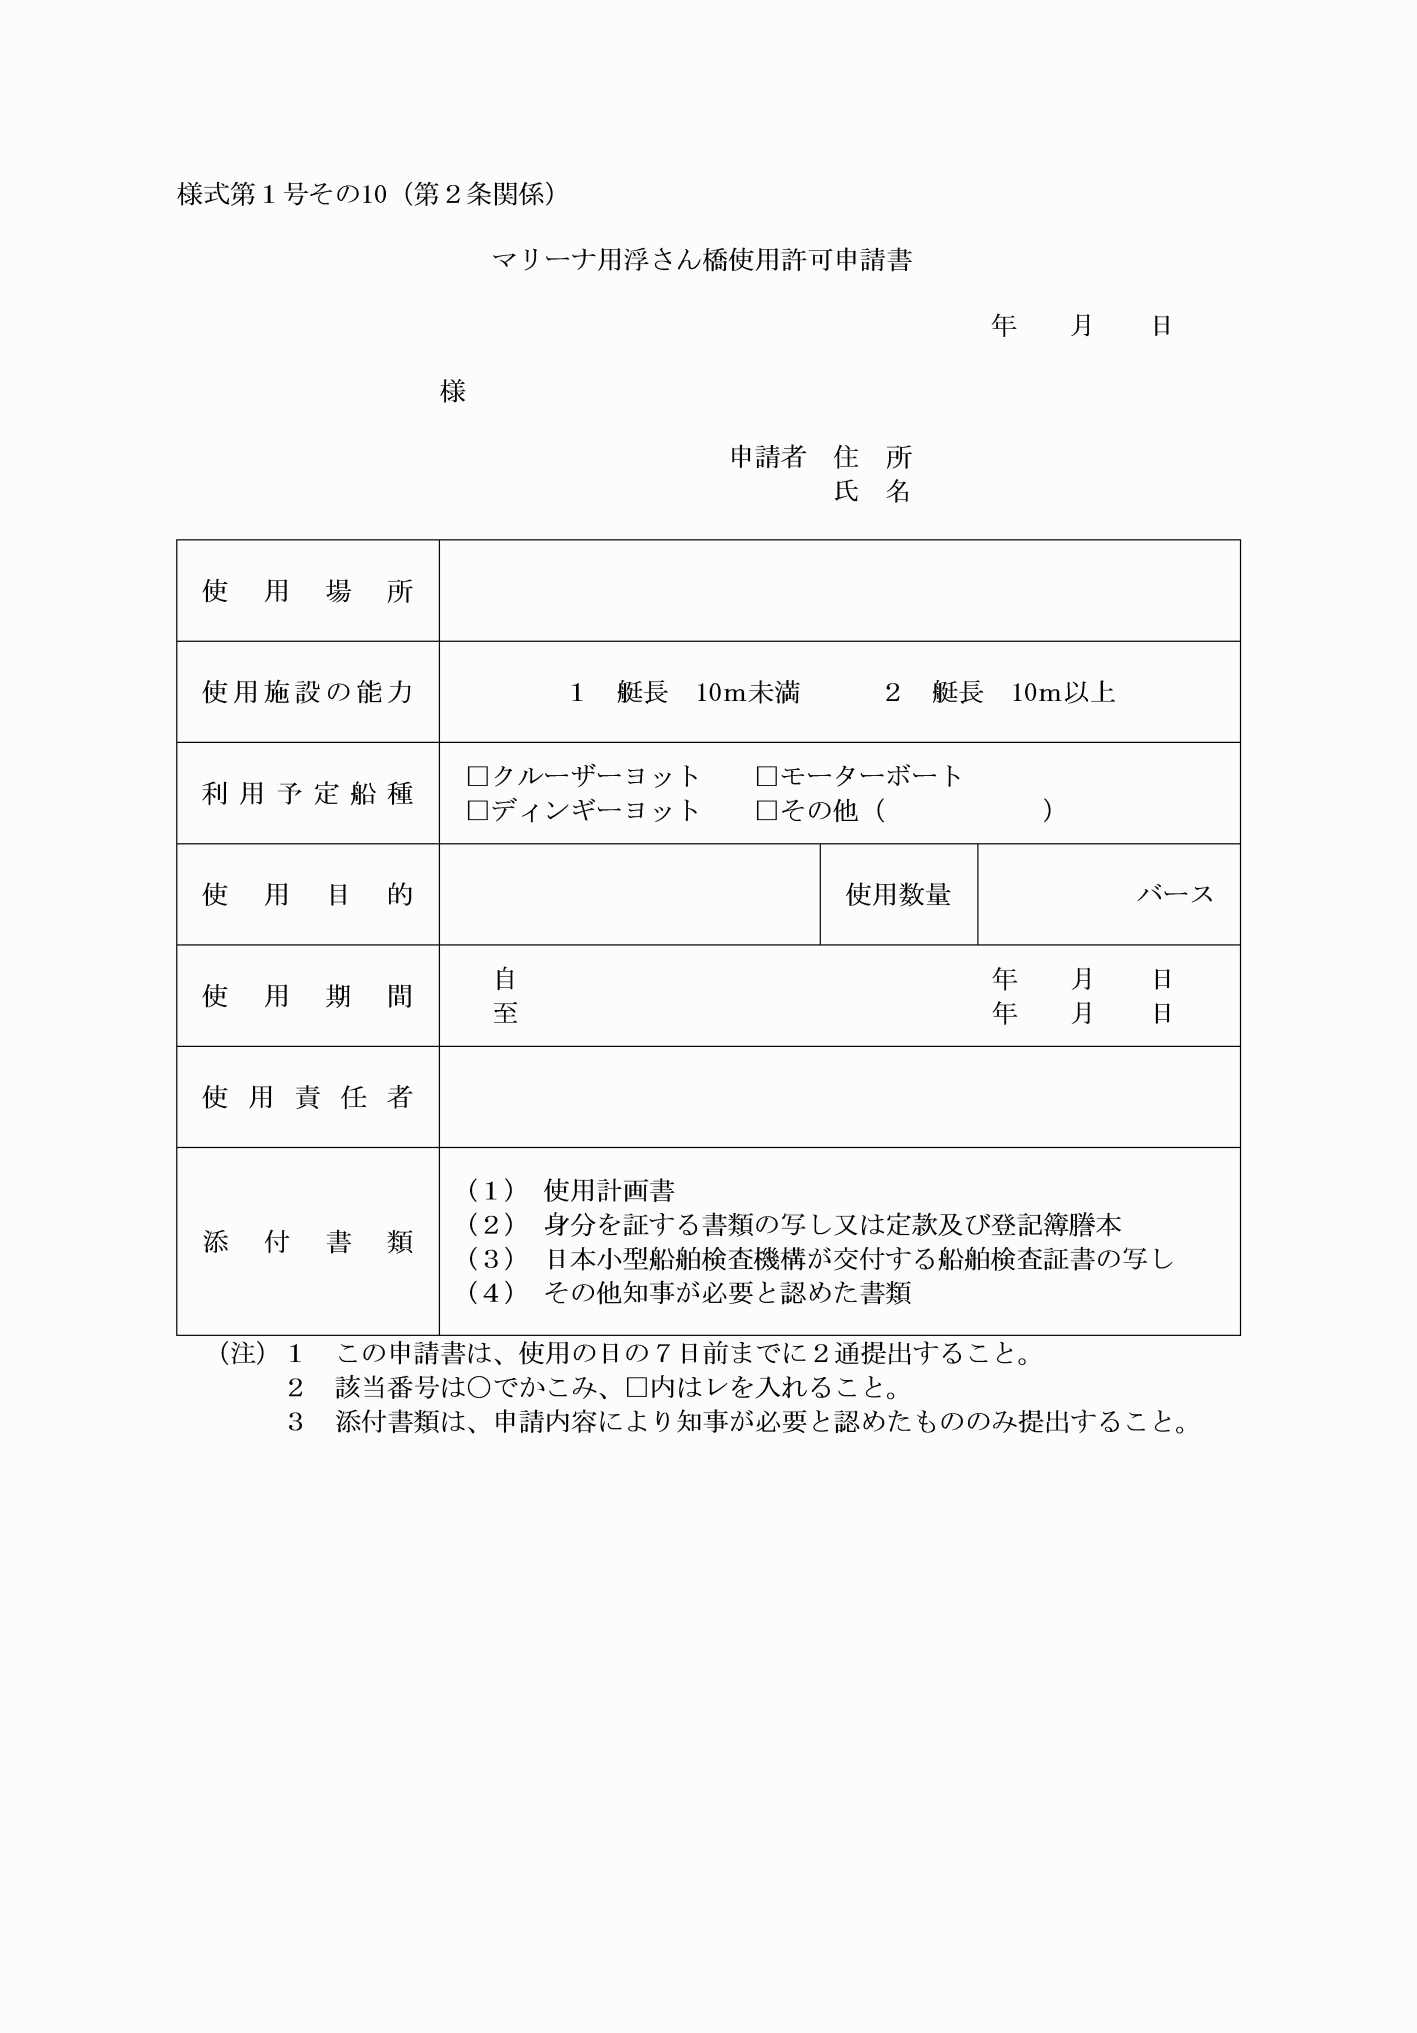 様式第１号その10（第２条関係）
マリーナ用浮さん橋使用許可申請書
年　　月　　日
様
申請者　住　所
氏　名
使用場所
使用施設の能力　１　艇長　10m未満　　２　艇長　10m以上
利用予定船種
□クルーザーヨット　　□モーターボート
□ディンギーヨット　　□その他（　　　　　　）
使用目的　使用数量　バース
使用期間
自　　年　　月　　日
至　　年　　月　　日
使用責任者
添付書類
（１）　使用計画書
（２）　身分を証する書類の写し又は定款及び登記簿謄本
（３）　日本小型船舶検査機構が交付する船舶検査証書の写し
（４）　その他知事が必要と認めた書類
（注）１　この申請書は、使用の日の７日前までに２通提出すること。
２　該当番号は○でかこみ、□内はレを入れること。
３　添付書類は、申請内容により知事が必要と認めたもののみ提出すること。